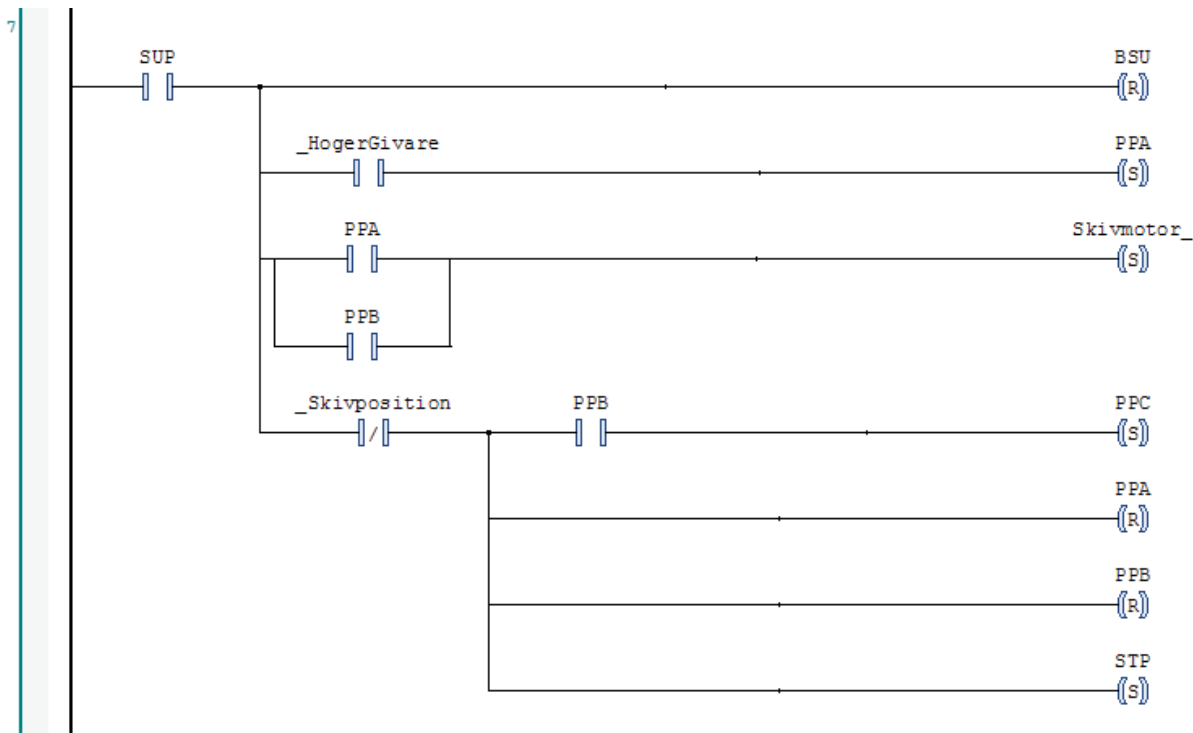 7
SUP BSU
R
_HogerGivare PPA
S
PPA Skivmotor_
S
PPB
_Skivposition PPB PPC
/ S
PPA
R
PPB
R
STP
S